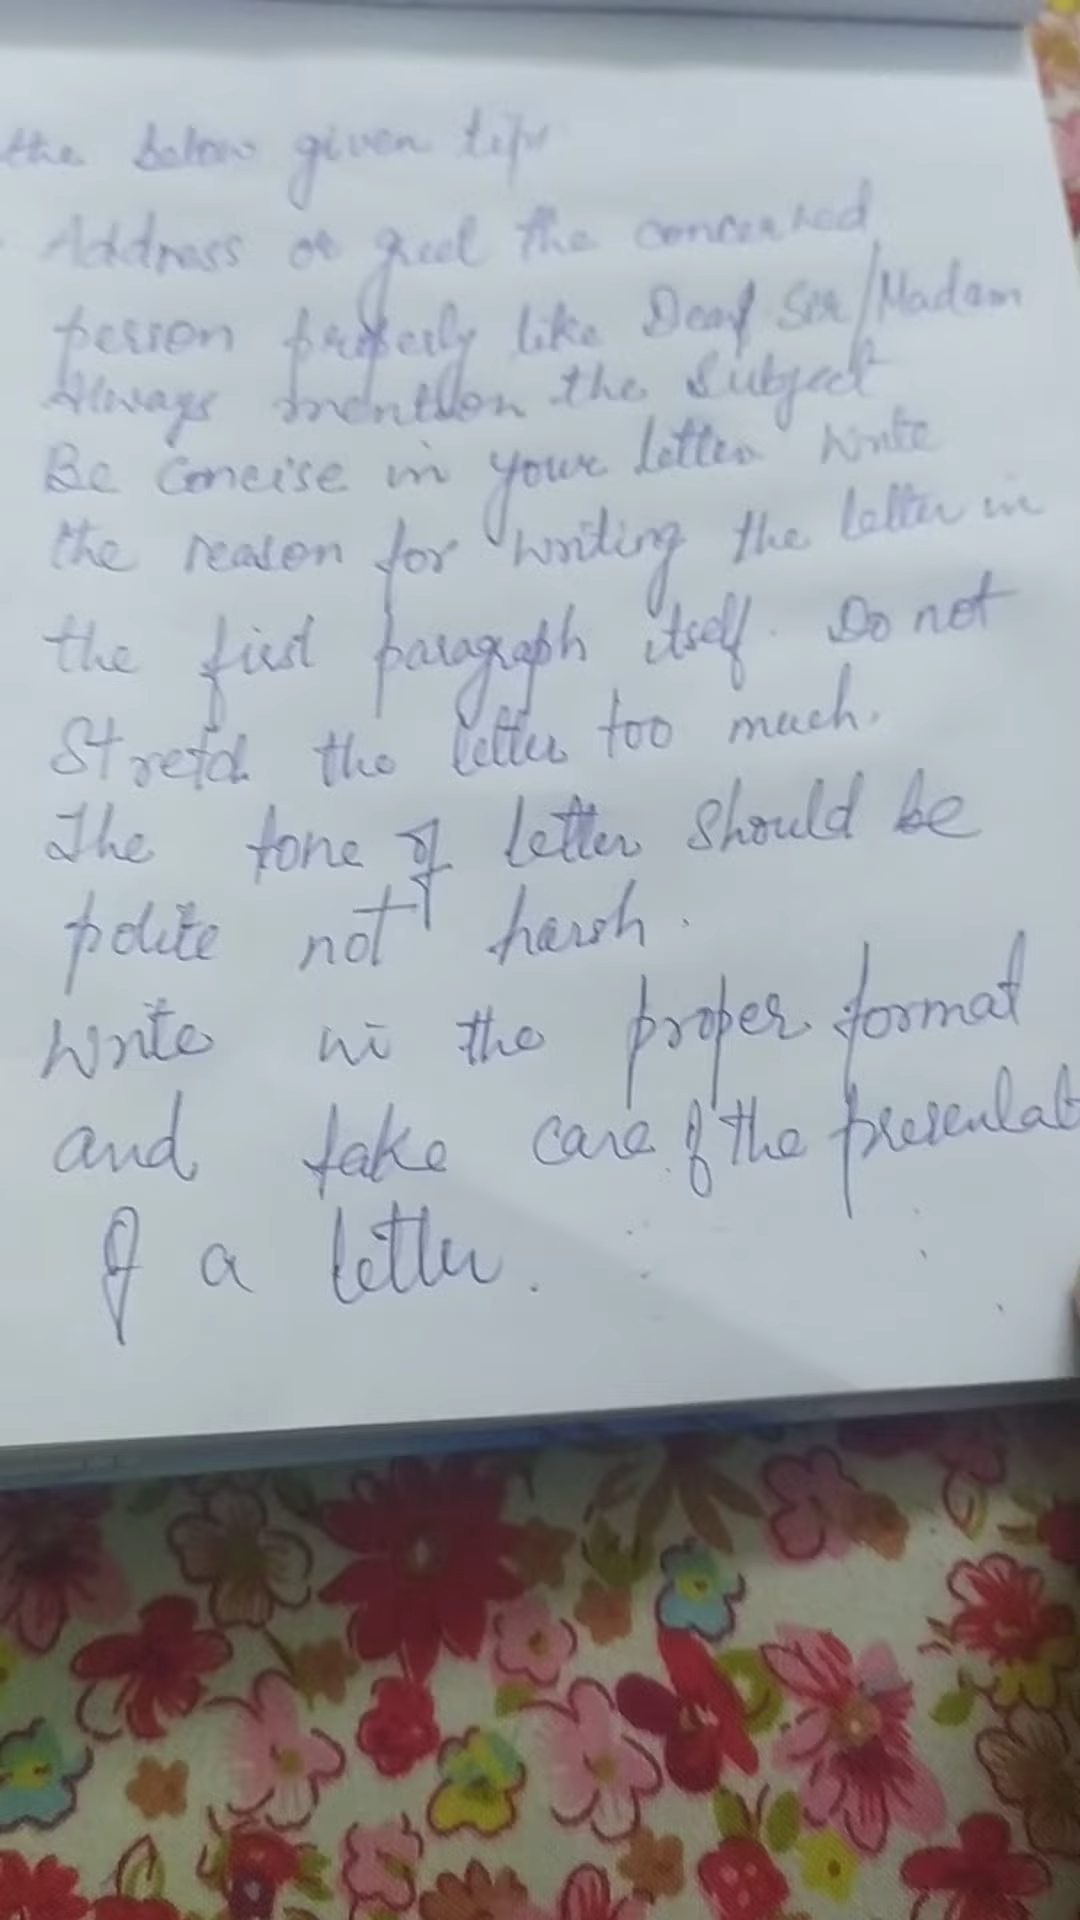 the below given tips
Address or greet the concerned
person properly like Dear Sir/Madam
Always mention the Subject
Be Concise in your letter Write
the reason for writing the letter in
the first paragraph itself. Do not
Stretch the letter too much.
The tone of letter should be
polite not harsh.
Write in the proper format
and take care of the presentat
of a letter.